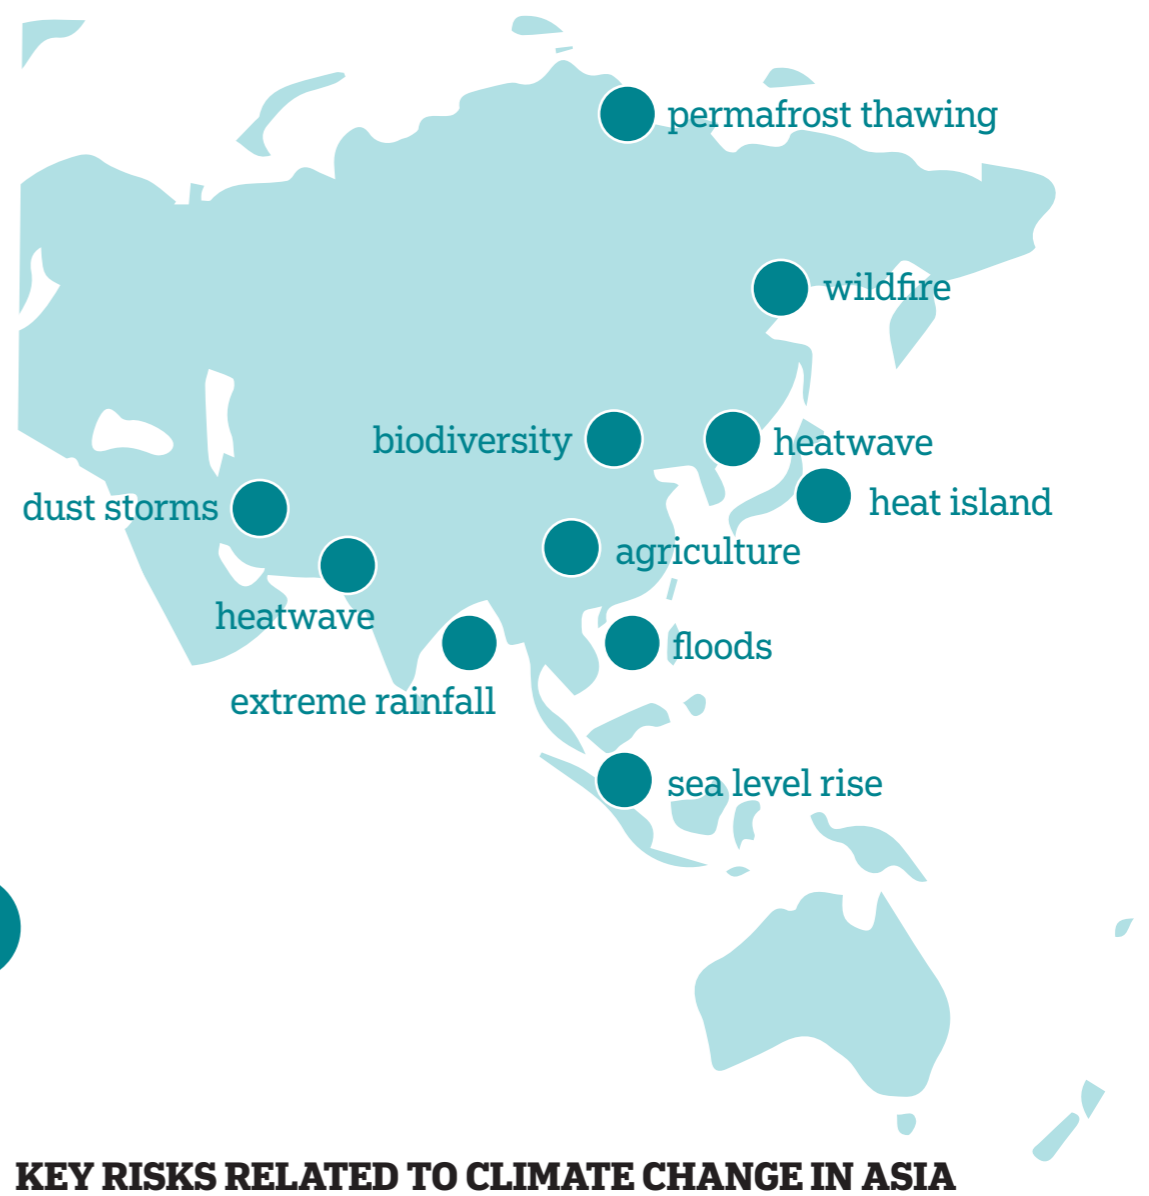 permafrost thawing
wildfire
biodiversity
heatwave
heat island
dust storms
agriculture
heatwave
floods
extreme rainfall
sea level rise
KEY RISKS RELATED TO CLIMATE CHANGE IN ASIA